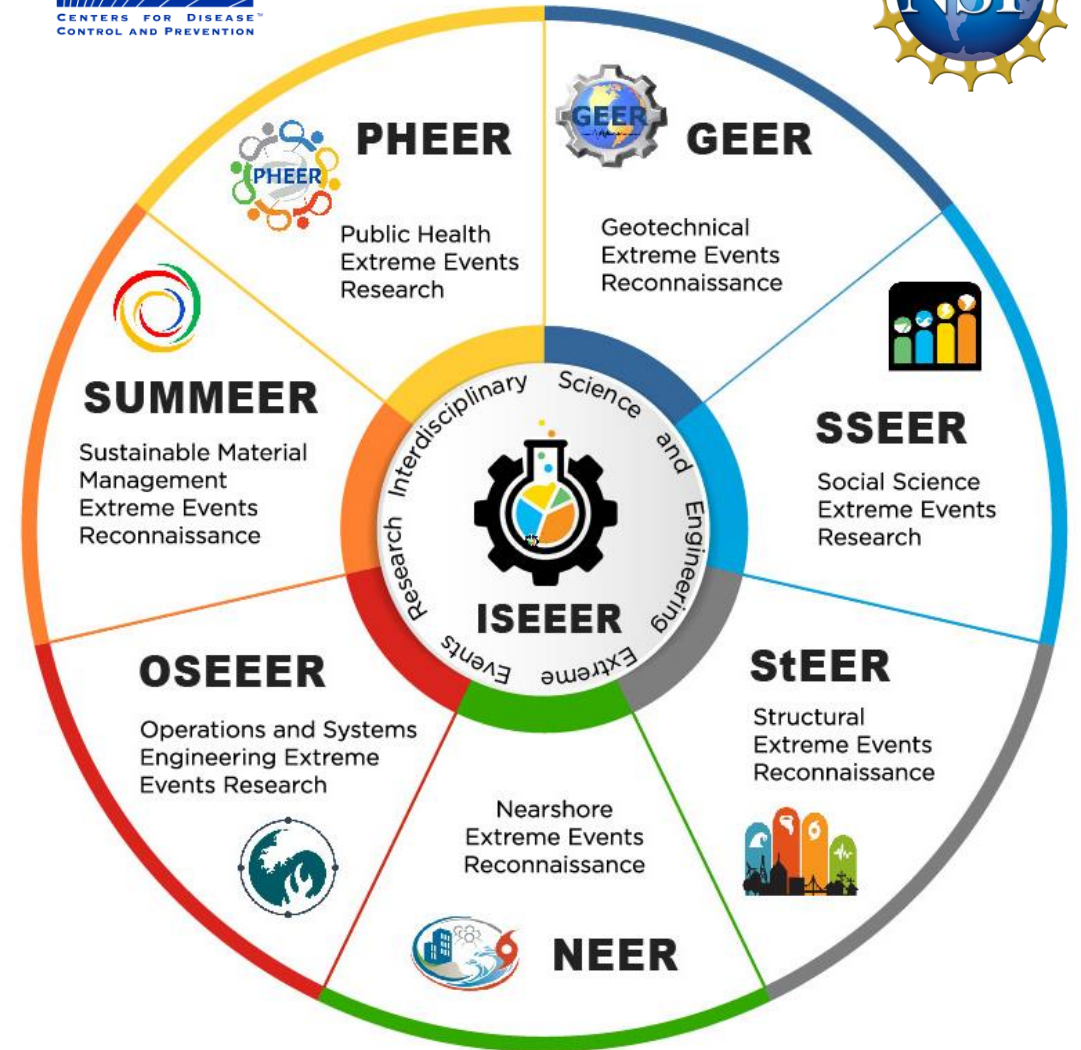 CENTERS FOR DISEASE™
CONTROL AND PREVENTION
NSF
PHEER
PHEER
Public Health
Extreme Events
Research
GEER
GEER
Geotechnical
Extreme Events
Reconnaissance
SUMMEER
Sustainable Material
Management
Extreme Events
Reconnaissance
SSEER
Social Science
Extreme Events
Research
Interdisciplinary Science and Engineering Extreme Events Research
ISEEER
OSEEER
Operations and Systems
Engineering Extreme
Events Research
StEER
Structural
Extreme Events
Reconnaissance
Nearshore
Extreme Events
Reconnaissance
NEER